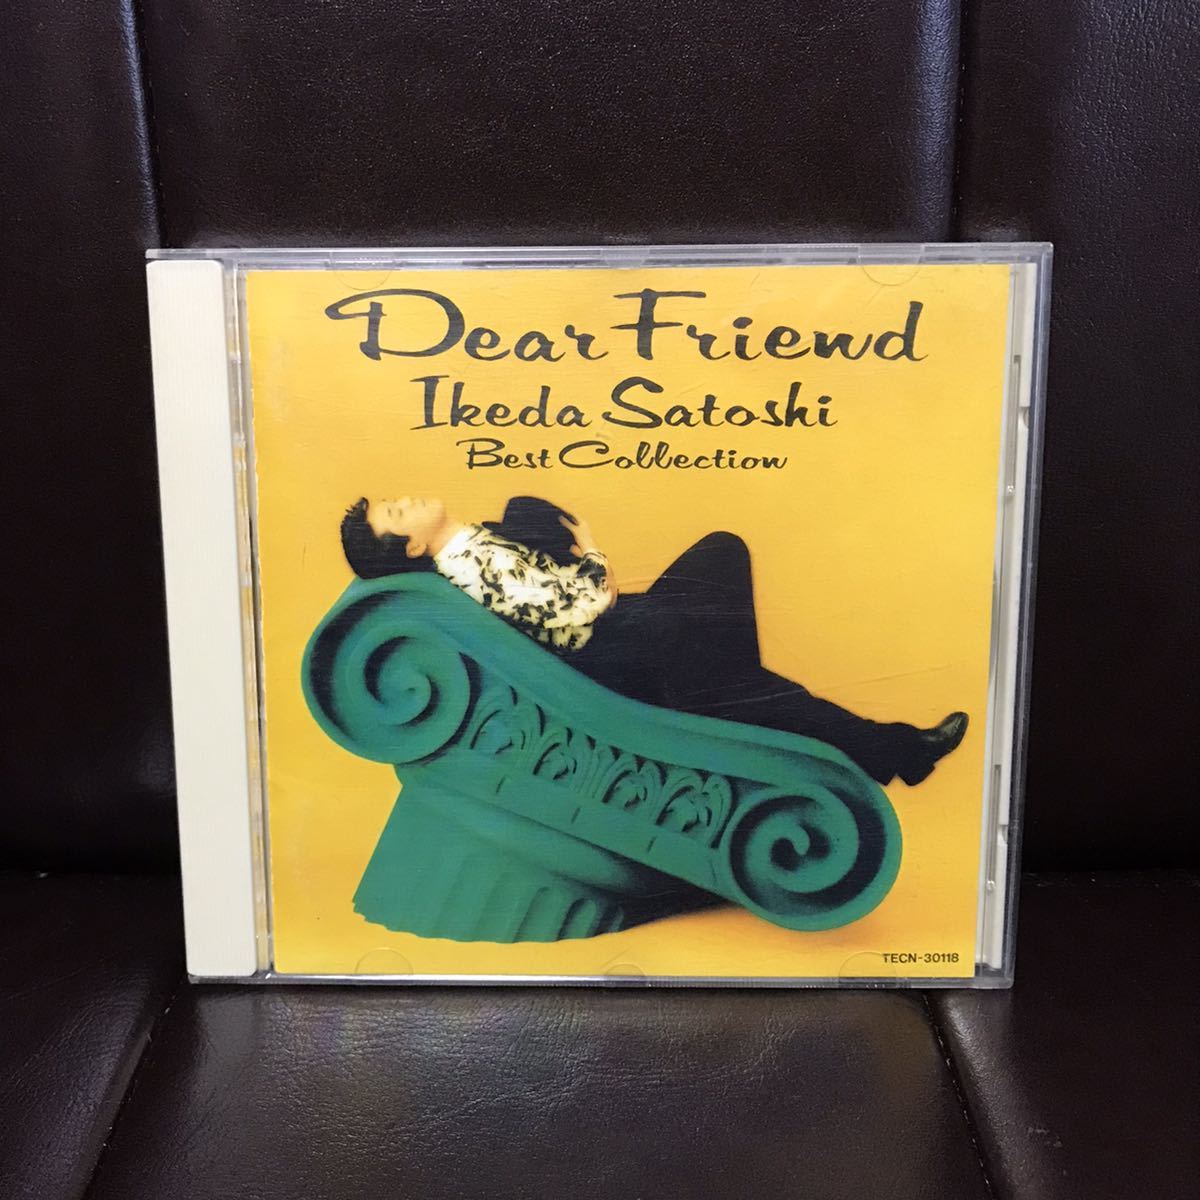 Dear Friend
Ikeda Satoshi
Best Collection
TECN-30118